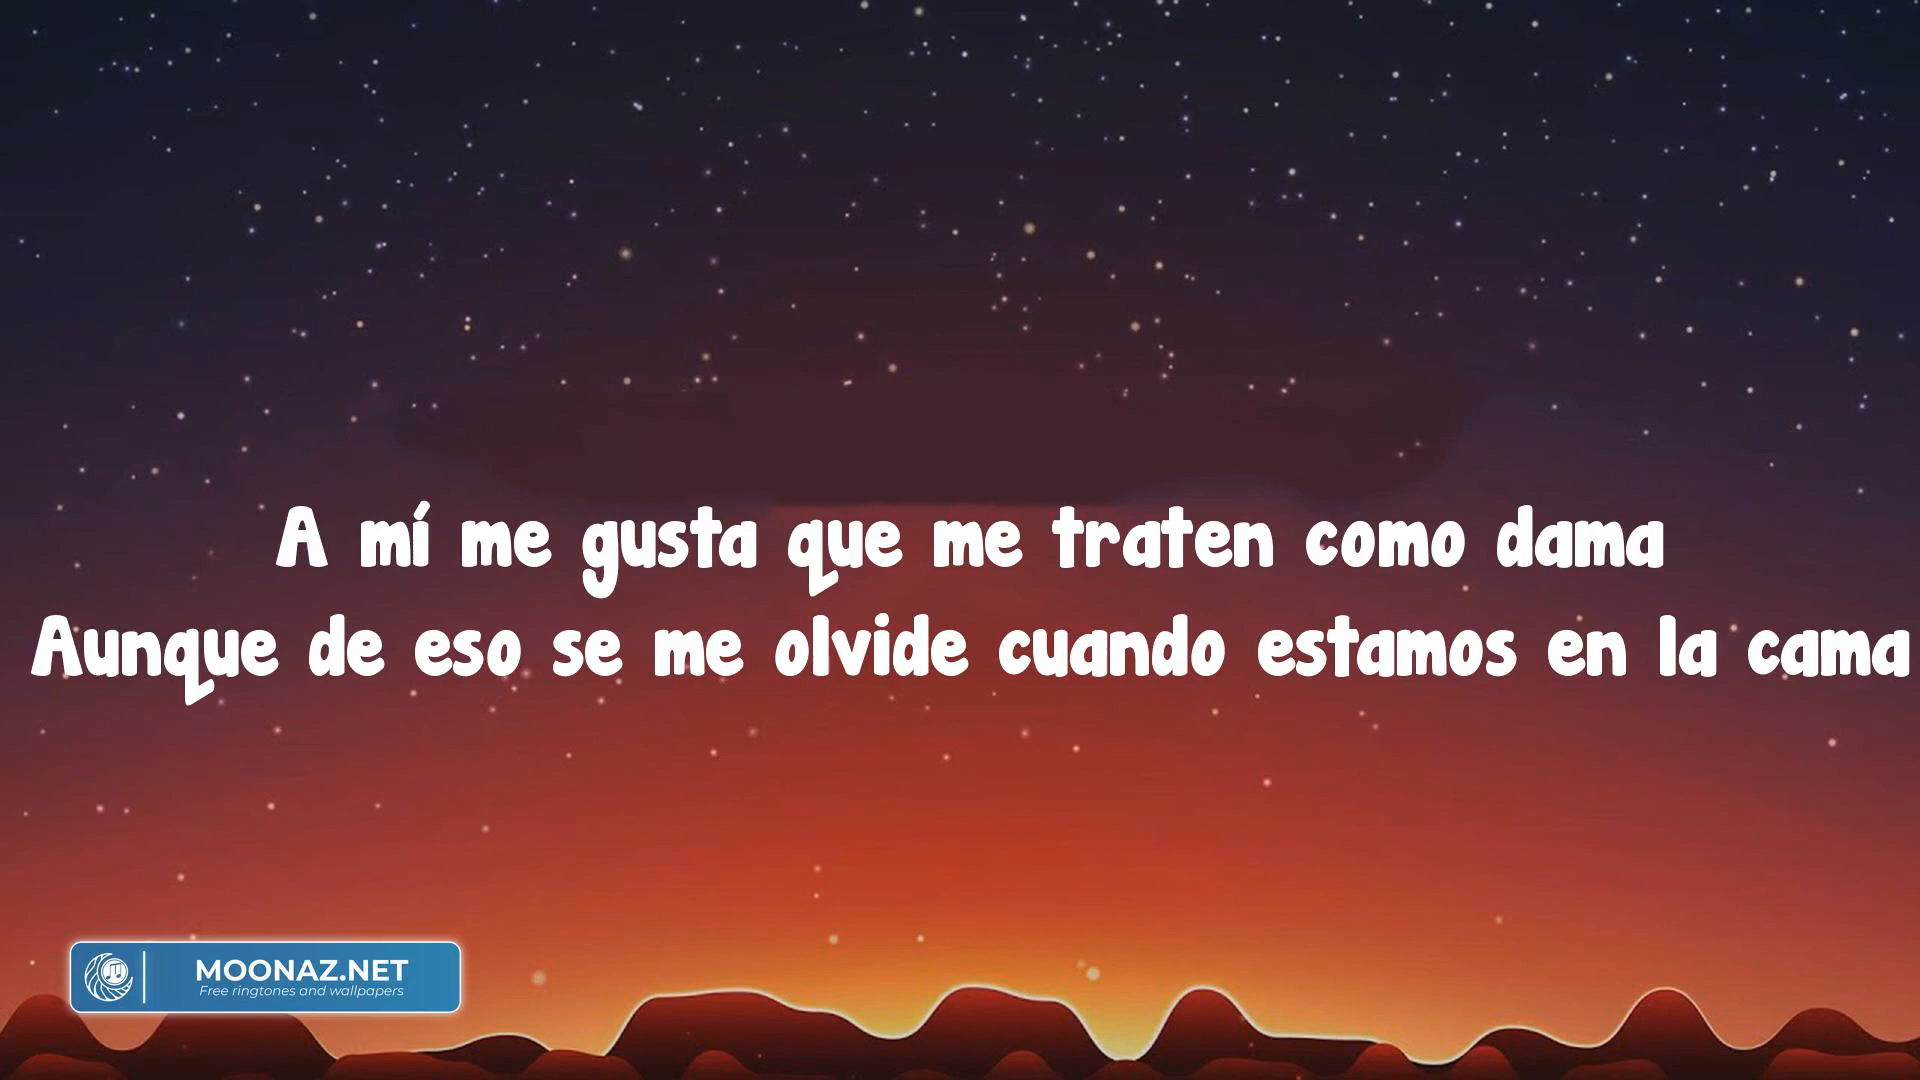 A mí me gusta que me traten como dama
Aunque de eso se me olvide cuando estamos en la cama
MOONAZ.NET
Free ringtones and wallpapers